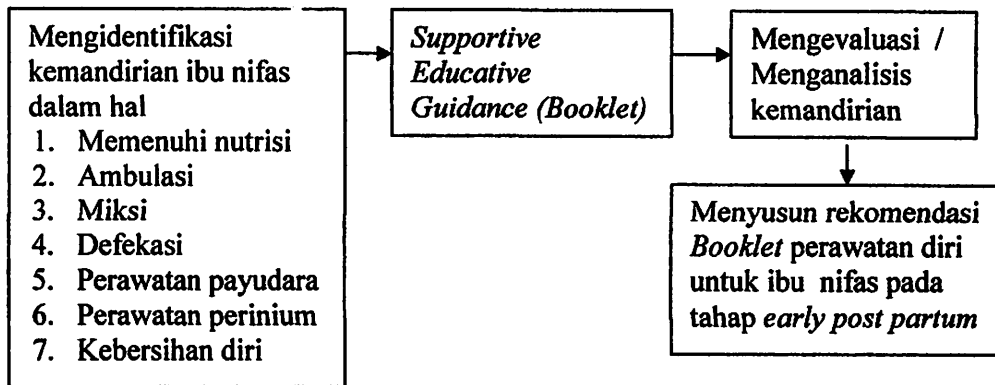 Mengidentifikasi
kemandirian ibu nifas
dalam hal
1. Memenuhi nutrisi
2. Ambulasi
3. Miksi
4. Defekasi
5. Perawatan payudara
6. Perawatan perinium
7. Kebersihan diri
Supportive
Educative
Guidance (Booklet)
Mengevaluasi /
Menganalisis
kemandirian
Menyusun rekomendasi
Booklet perawatan diri
untuk ibu nifas pada
tahap early post partum